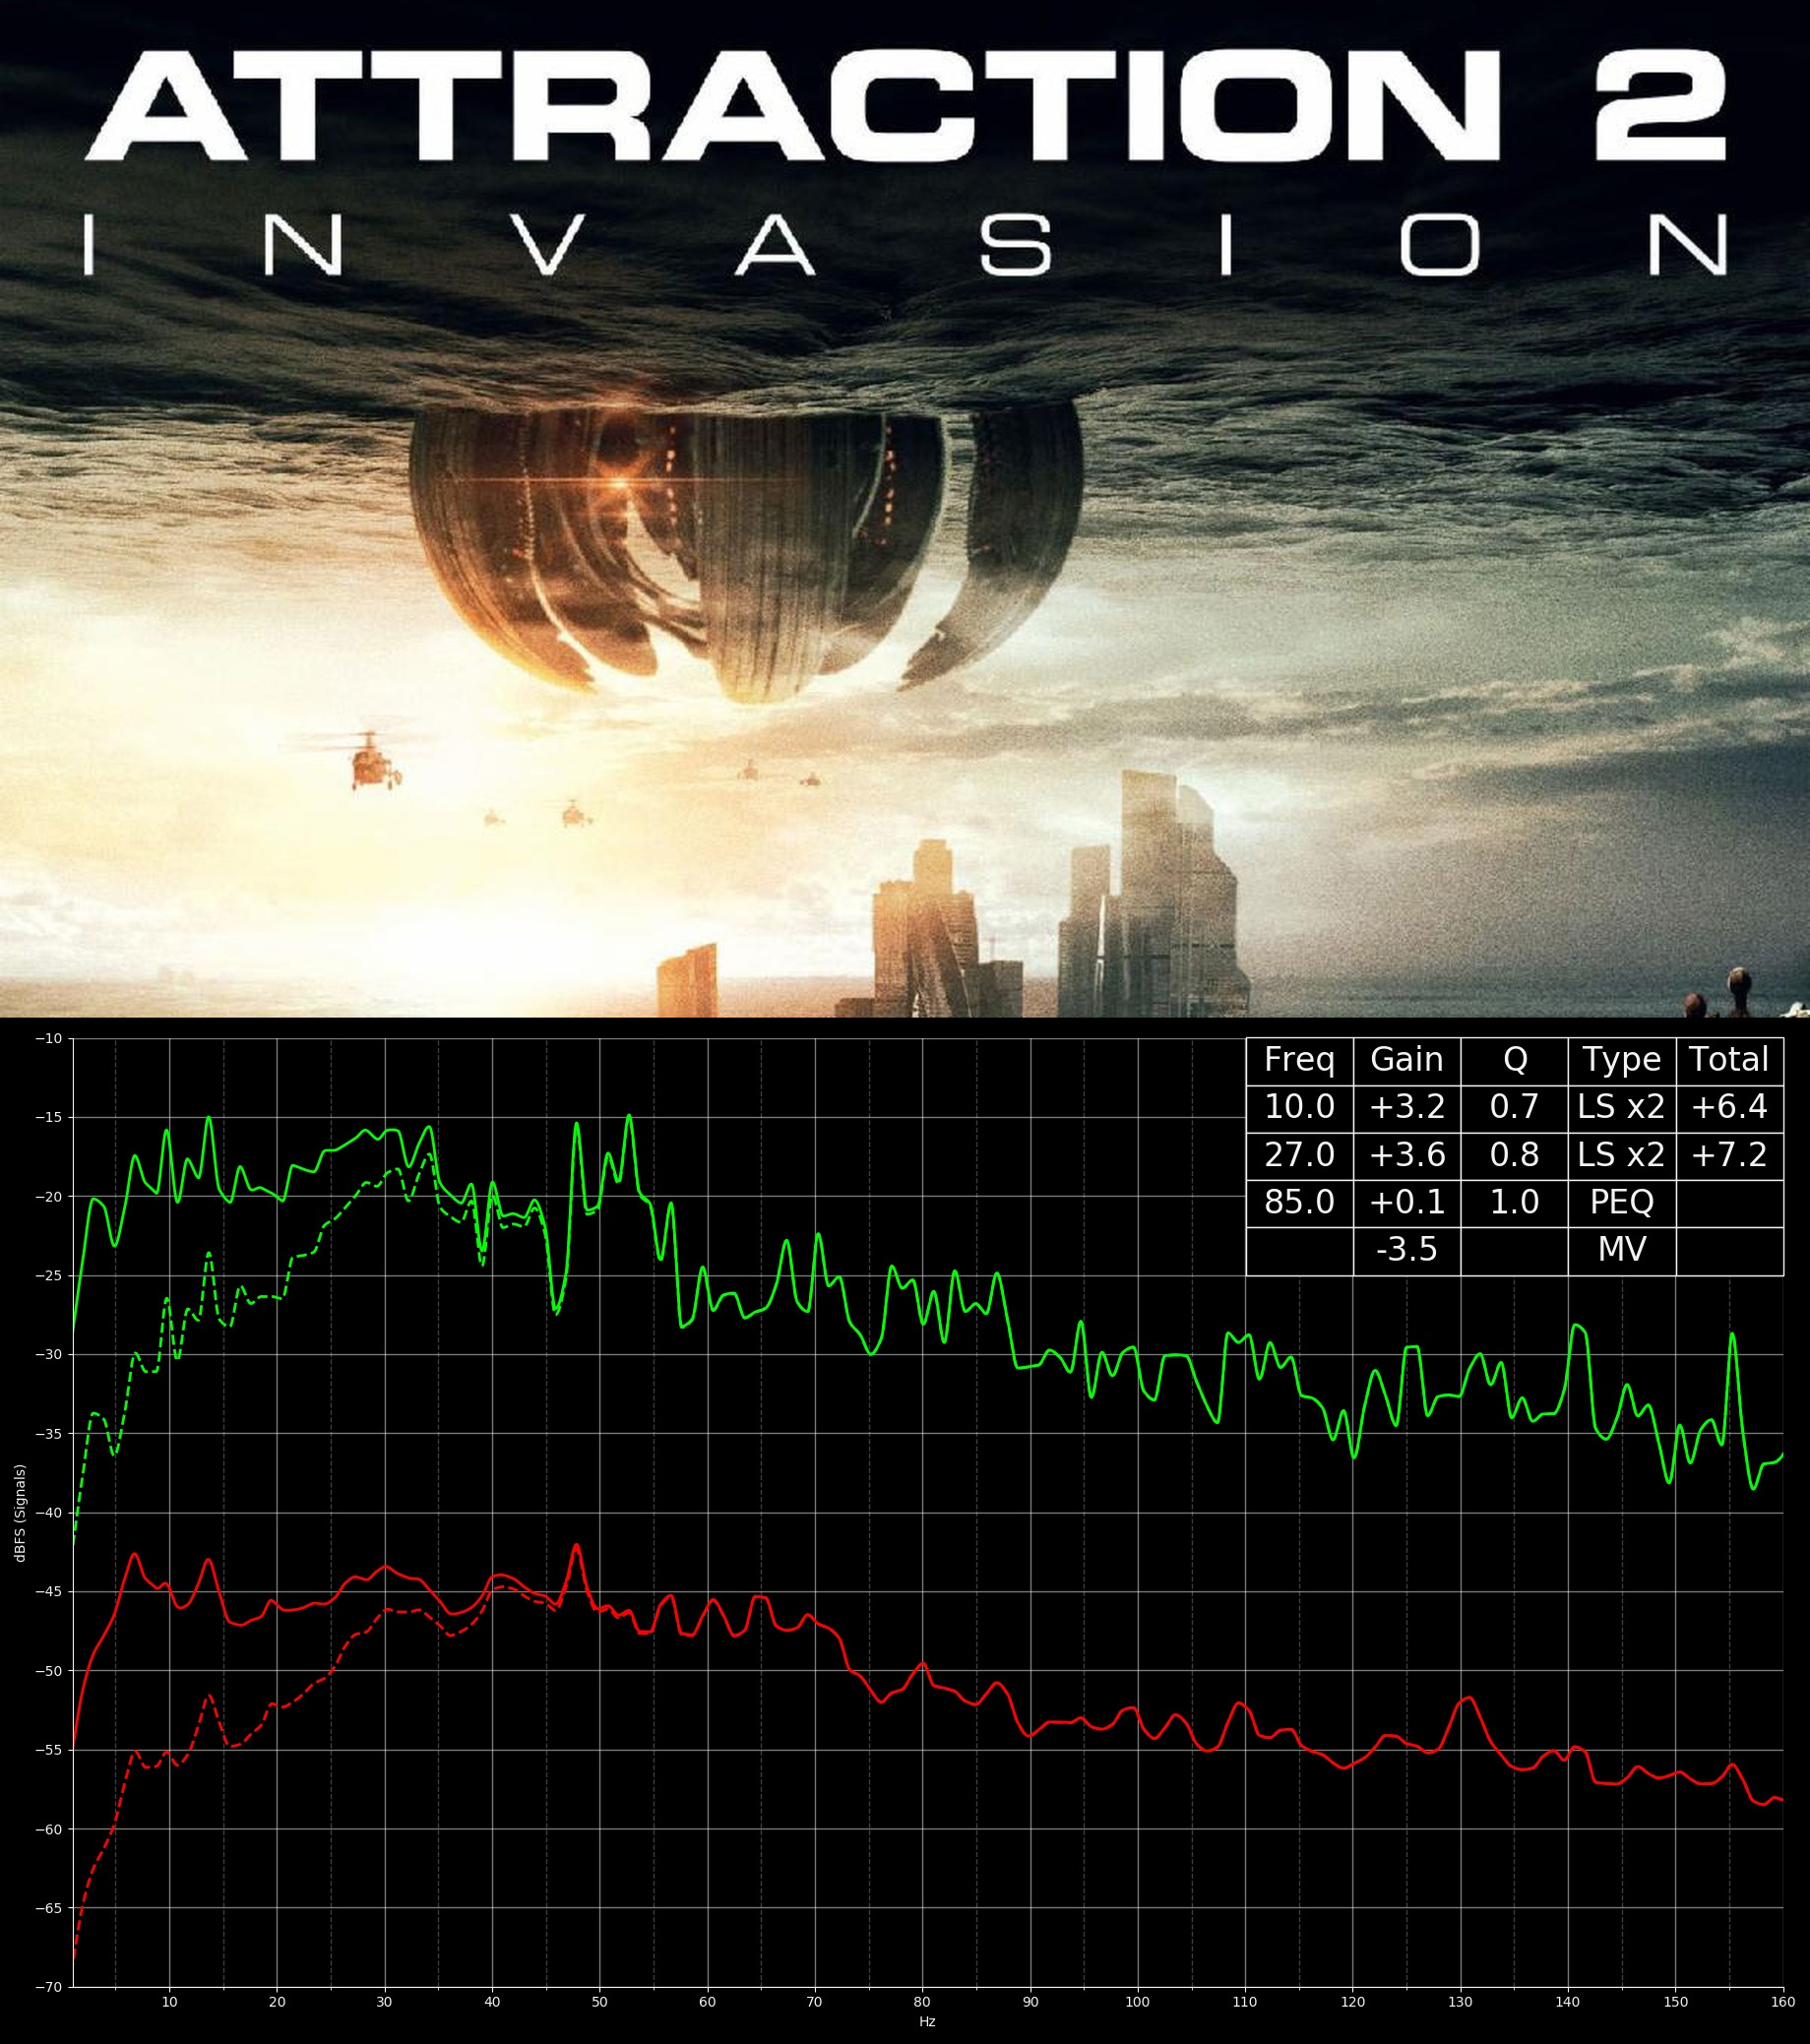 ATTRACTION 2
INVASION
Freq Gain Q Type Total
10.0 +3.2 0.7 LS x2 +6.4
27.0 +3.6 0.8 LS x2 +7.2
85.0 +0.1 1.0 PEQ
-3.5 MV
−10
−15
−20
−25
−30
−35
−40
−45
−50
−55
−60
−65
−70
dBFS (Signals)
10 20 30 40 50 60 70 80 90 100 110 120 130 140 150 160
Hz